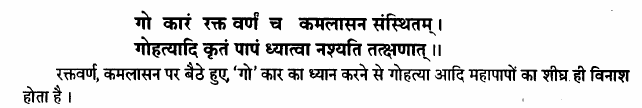 गो कारं रक्त वर्णं च कमलासन संस्थितम् ।
गोहत्यादि कृतं पापं ध्यात्वा नश्यति तत्क्षणात् ॥
रक्तवर्ण, कमलासन पर बैठे हुए, 'गो' कार का ध्यान करने से गोहत्या आदि महापापों का शीघ्र ही विनाश
होता है ।